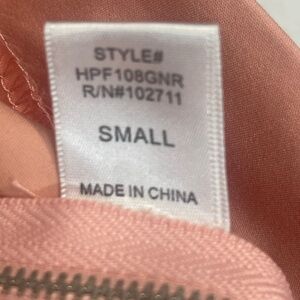 STYLE#
HPF108GNR
R/N#102711
SMALL
MADE IN CHINA